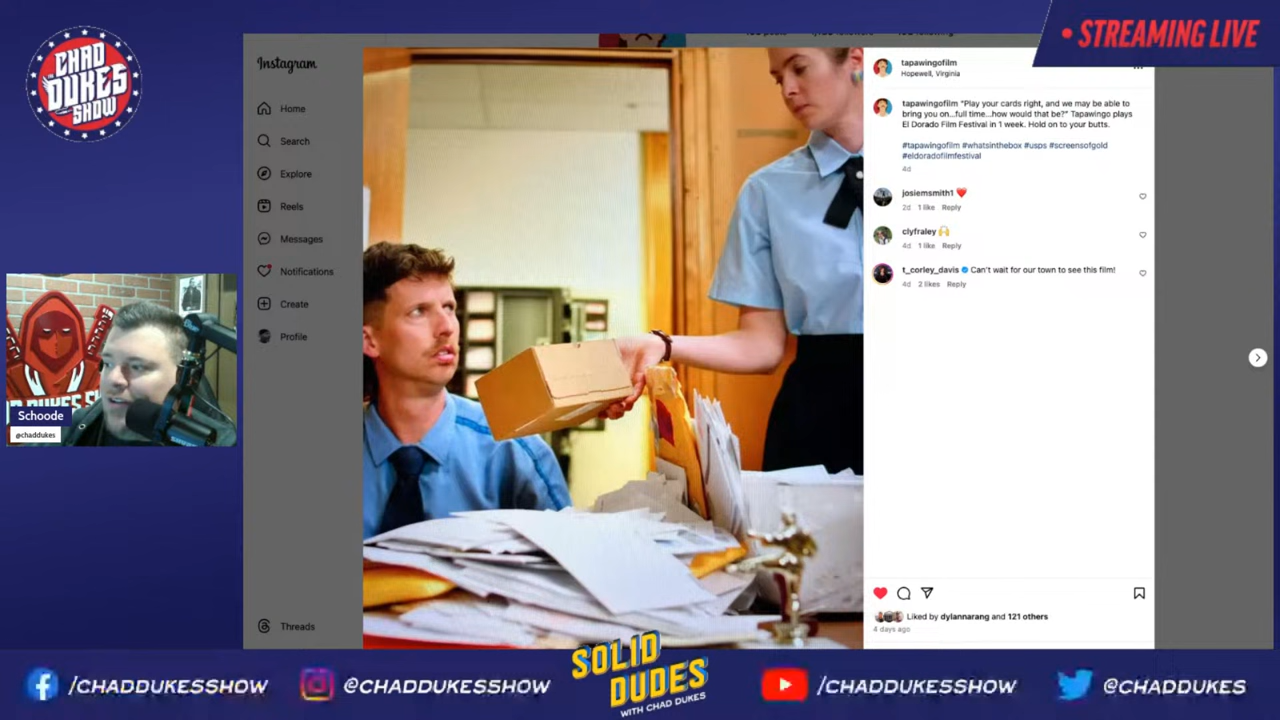 CHAD
DUKES
SHOW
• STREAMING LIVE
Instagram
Home
Search
Explore
Reels
Messages
Notifications
Create
Profile
Threads
tapawingofilm
Hopewell, Virginia
tapawingofilm "Play your cards right, and we may be able to
bring you on...full time...how would that be?" Tapawingo plays
El Dorado Film Festival in 1 week. Hold on to your butts.
#tapawingofilm #whatsinthebox #usps #screensofgold
#eldoradofilmfestival
4d
josiemsmith1 ❤️
2d 1 like Reply
clyfraley 🙌
4d 1 like Reply
t_corley_davis Can't wait for our town to see this film!
4d 2 likes Reply
Liked by dylannarang and 121 others
4 days ago
Schoode
@chaddukes
/CHADDUKESSHOW
@CHADDUKESSHOW
SOLID
DUDES
WITH CHAD DUKES
/CHADDUKESSHOW
@CHADDUKES